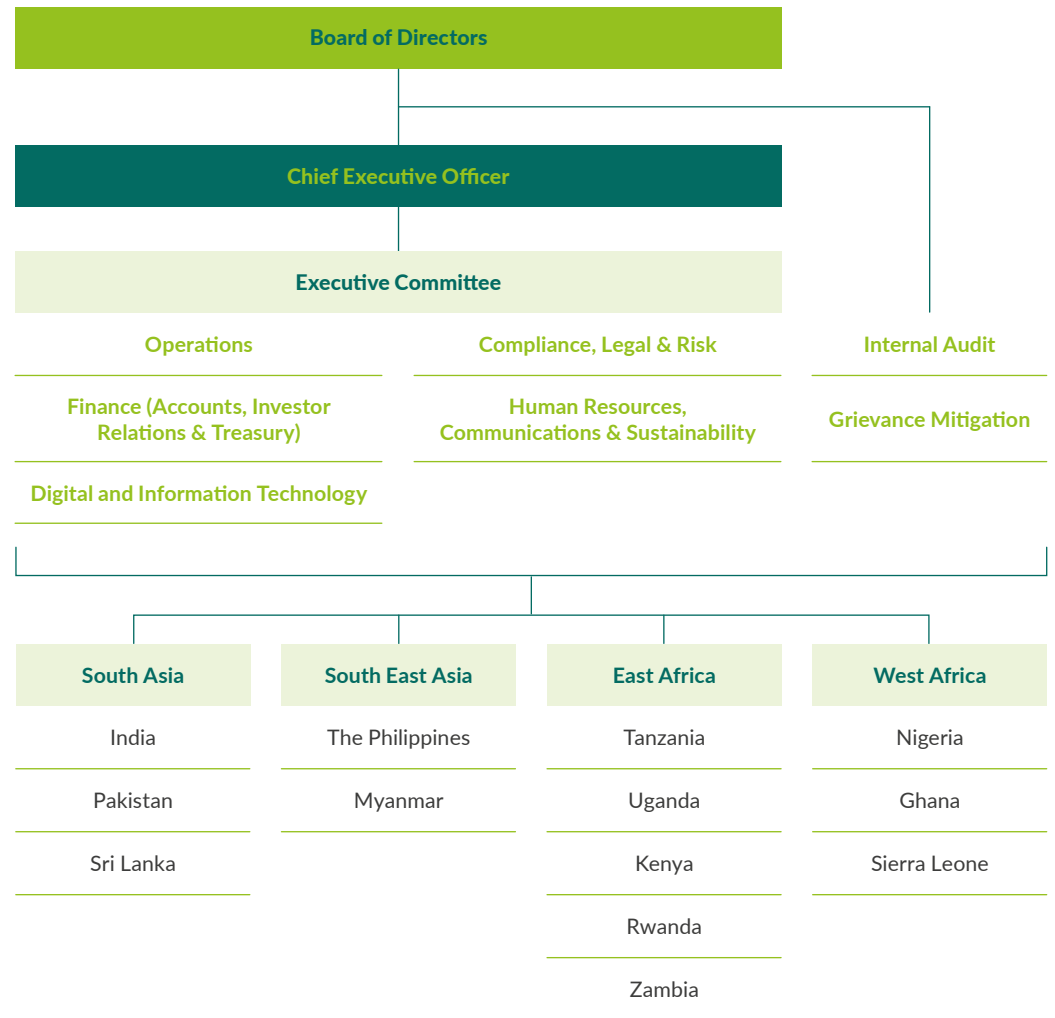 Board of Directors
Chief Executive Officer
Executive Committee
Operations
Compliance, Legal & Risk
Internal Audit
Finance (Accounts, Investor
Relations & Treasury)
Human Resources,
Communications & Sustainability
Grievance Mitigation
Digital and Information Technology
South Asia
South East Asia
East Africa
West Africa
India
The Philippines
Tanzania
Nigeria
Pakistan
Myanmar
Uganda
Ghana
Sri Lanka
Kenya
Sierra Leone
Rwanda
Zambia